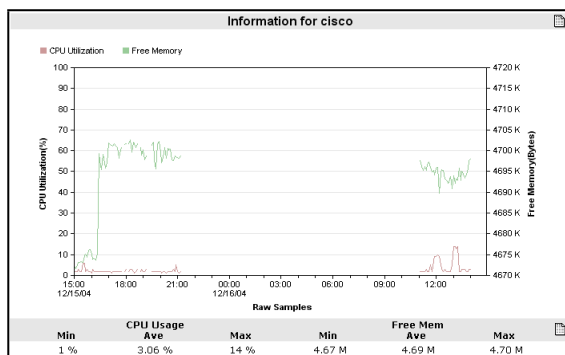 Information for cisco
CPU Utilization Free Memory
100 4720 K
90 4715 K
80 4710 K
70 4705 K
60 4700 K
50 4695 K
40 4690 K
30 4685 K
20 4680 K
10 4675 K
0 4670 K
CPU Utilization(%)
Free Memory(Bytes)
15:00 18:00 21:00 00:00 03:00 06:00 09:00 12:00
12/15/04 12/16/04
Raw Samples
CPU Usage Free Mem
Min Ave Max Min Ave Max
1 % 3.06 % 14 % 4.67 M 4.69 M 4.70 M